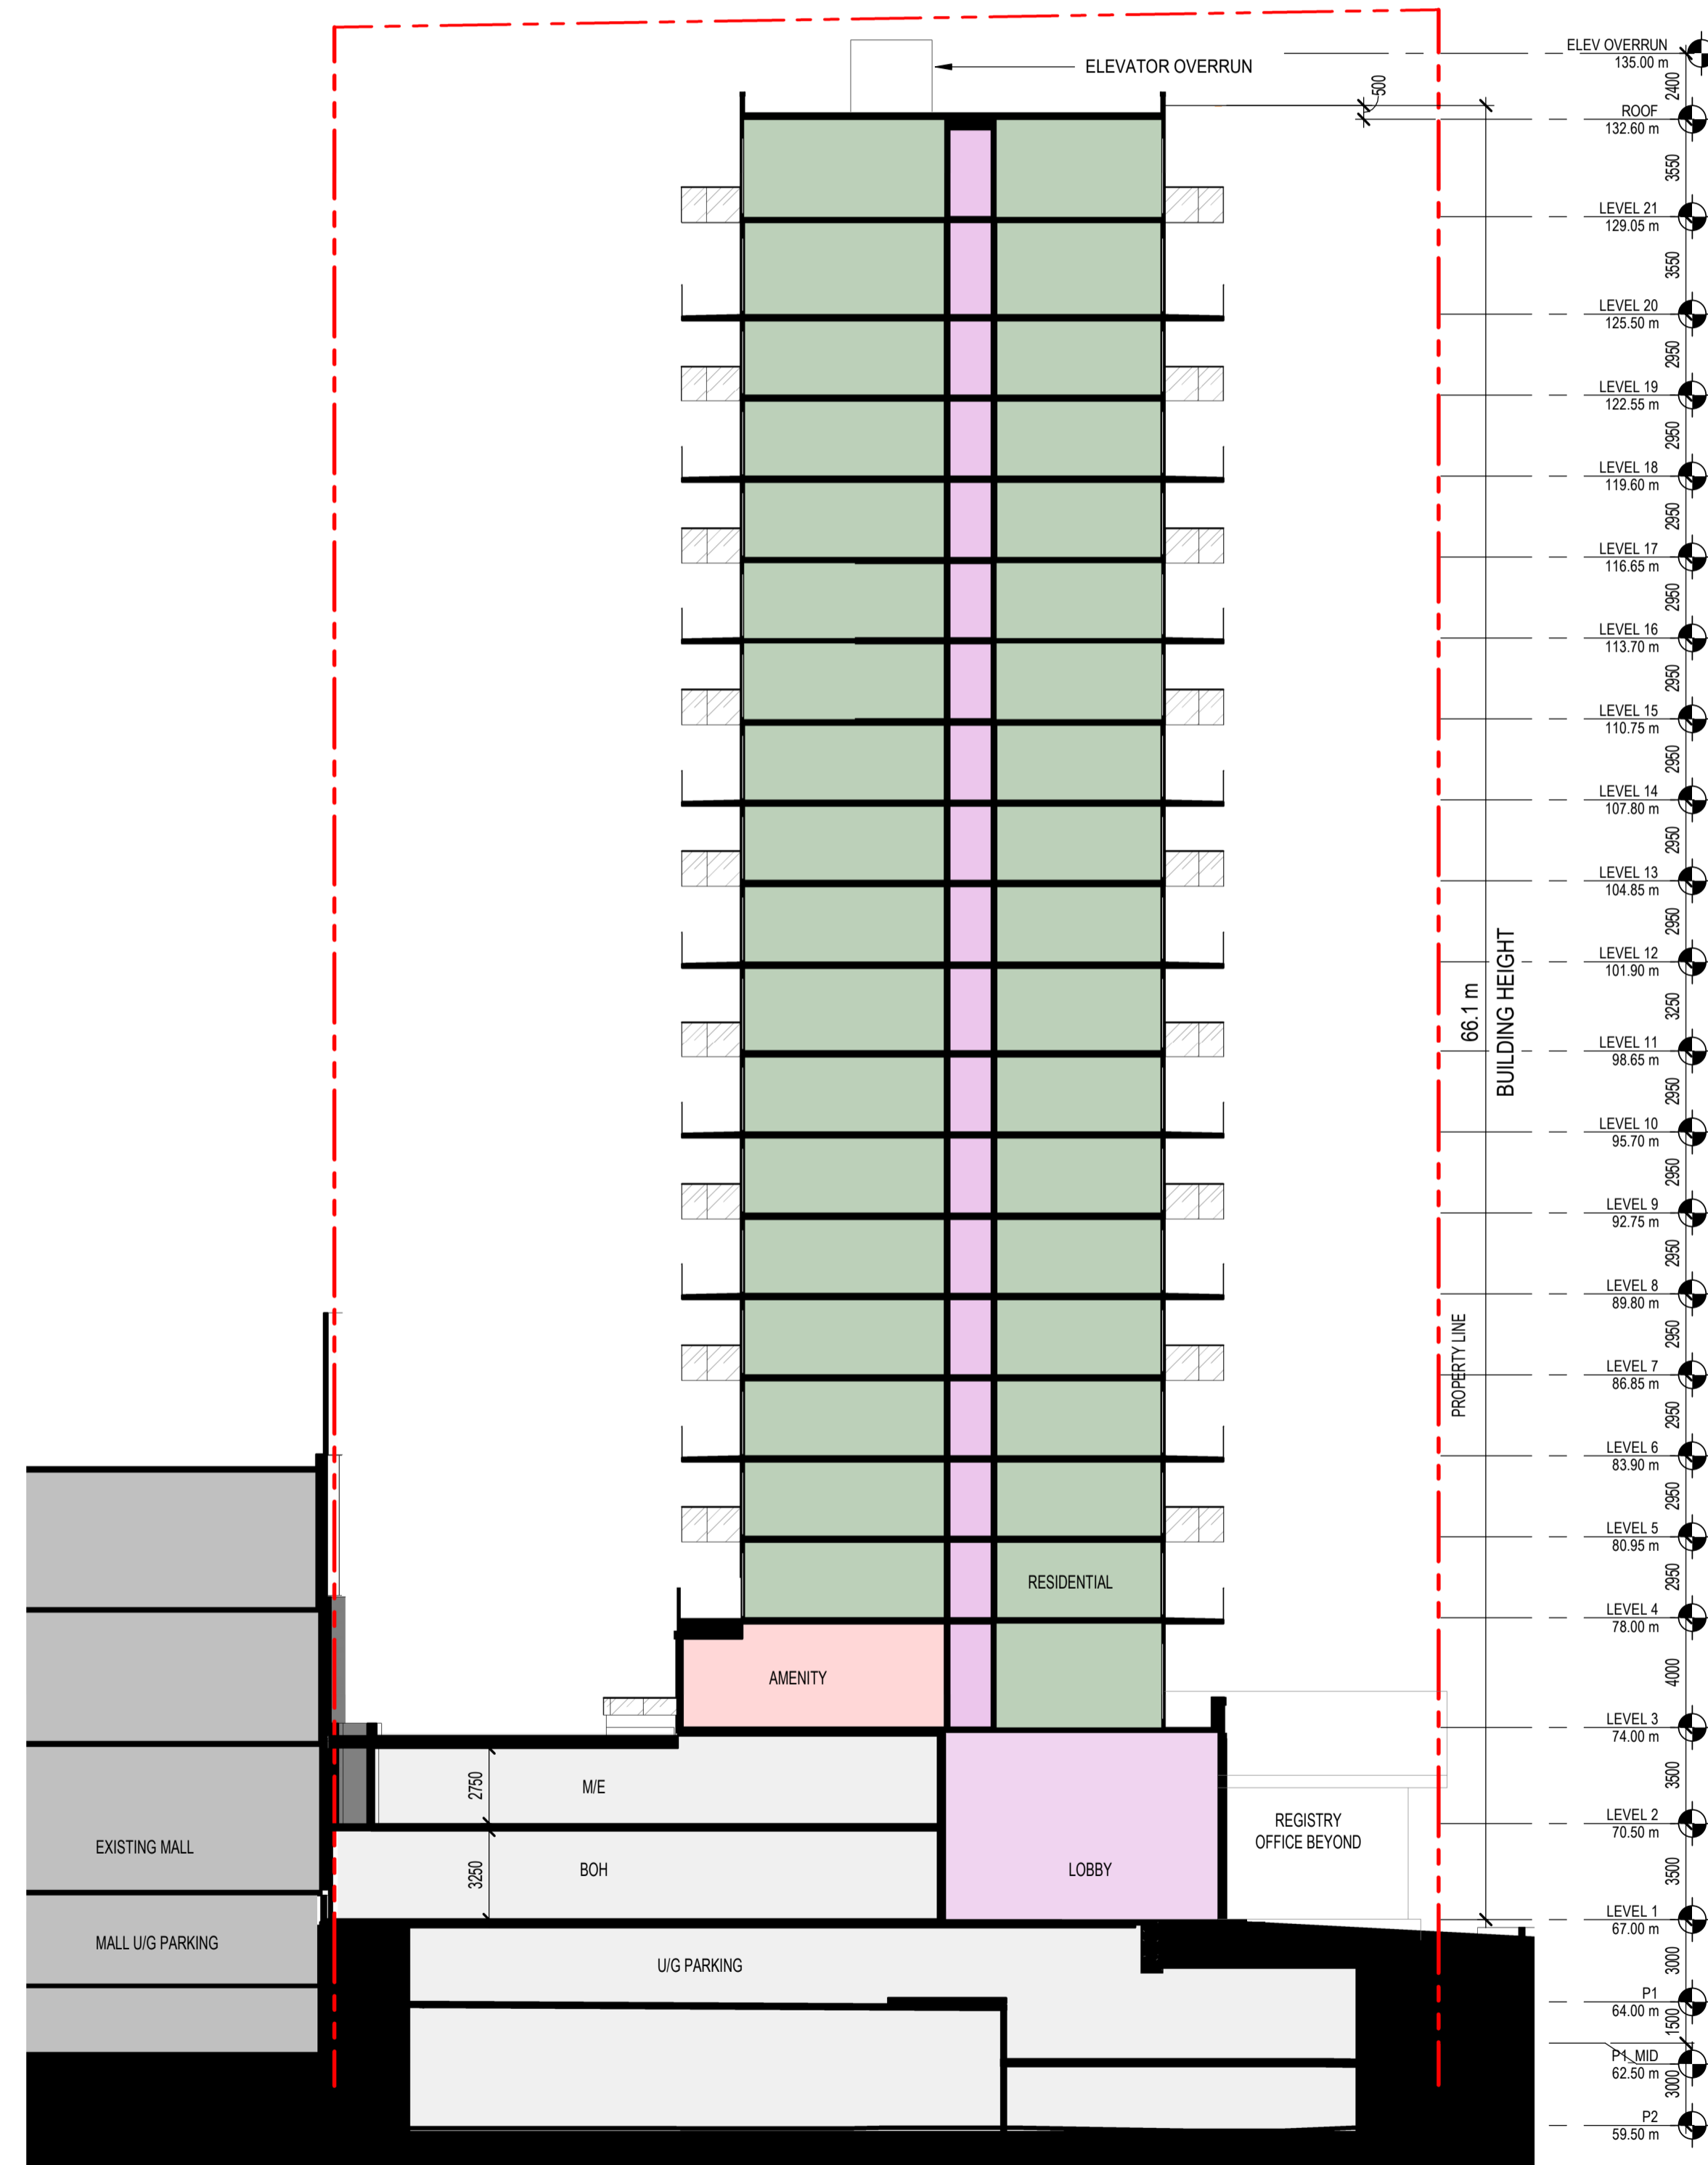 ELEV OVERRUN
135.00 m
ELEVATOR OVERRUN
500
2400
ROOF
132.60 m
3550
LEVEL 21
129.05 m
3550
LEVEL 20
125.50 m
2950
LEVEL 19
122.55 m
2950
LEVEL 18
119.60 m
2950
LEVEL 17
116.65 m
2950
LEVEL 16
113.70 m
2950
LEVEL 15
110.75 m
2950
LEVEL 14
107.80 m
2950
LEVEL 13
104.85 m
2950
LEVEL 12
101.90 m
3250
66.1 m
BUILDING HEIGHT
LEVEL 11
98.65 m
2950
LEVEL 10
95.70 m
2950
LEVEL 9
92.75 m
2950
LEVEL 8
89.80 m
2950
PROPERTY LINE
LEVEL 7
86.85 m
2950
LEVEL 6
83.90 m
2950
LEVEL 5
80.95 m
2950
RESIDENTIAL
LEVEL 4
78.00 m
4000
AMENITY
LEVEL 3
74.00 m
3500
2750
M/E
LEVEL 2
70.50 m
REGISTRY
OFFICE BEYOND
EXISTING MALL
3250
BOH
LOBBY
3500
LEVEL 1
67.00 m
MALL U/G PARKING
U/G PARKING
3000
P1
64.00 m
1500
P1 MID
62.50 m
3000
P2
59.50 m